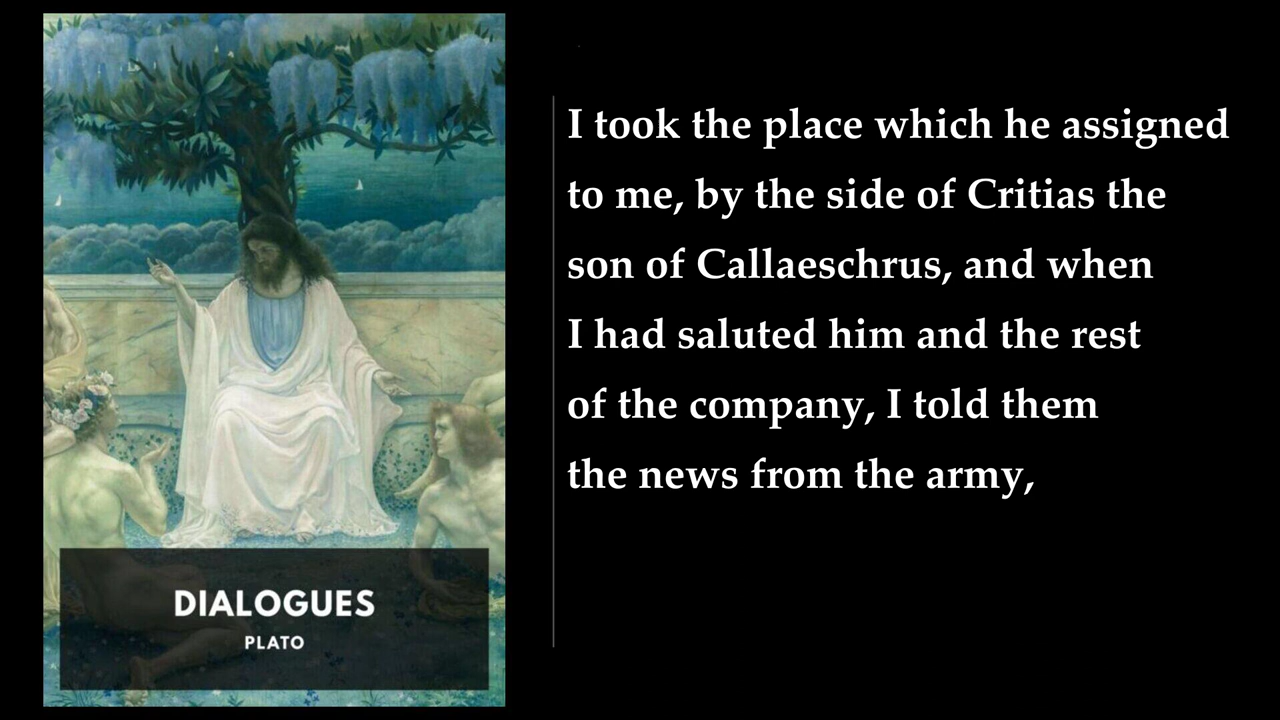 DIALOGUES
PLATO
I took the place which he assigned
to me, by the side of Critias the
son of Callaeschrus, and when
I had saluted him and the rest
of the company, I told them
the news from the army,